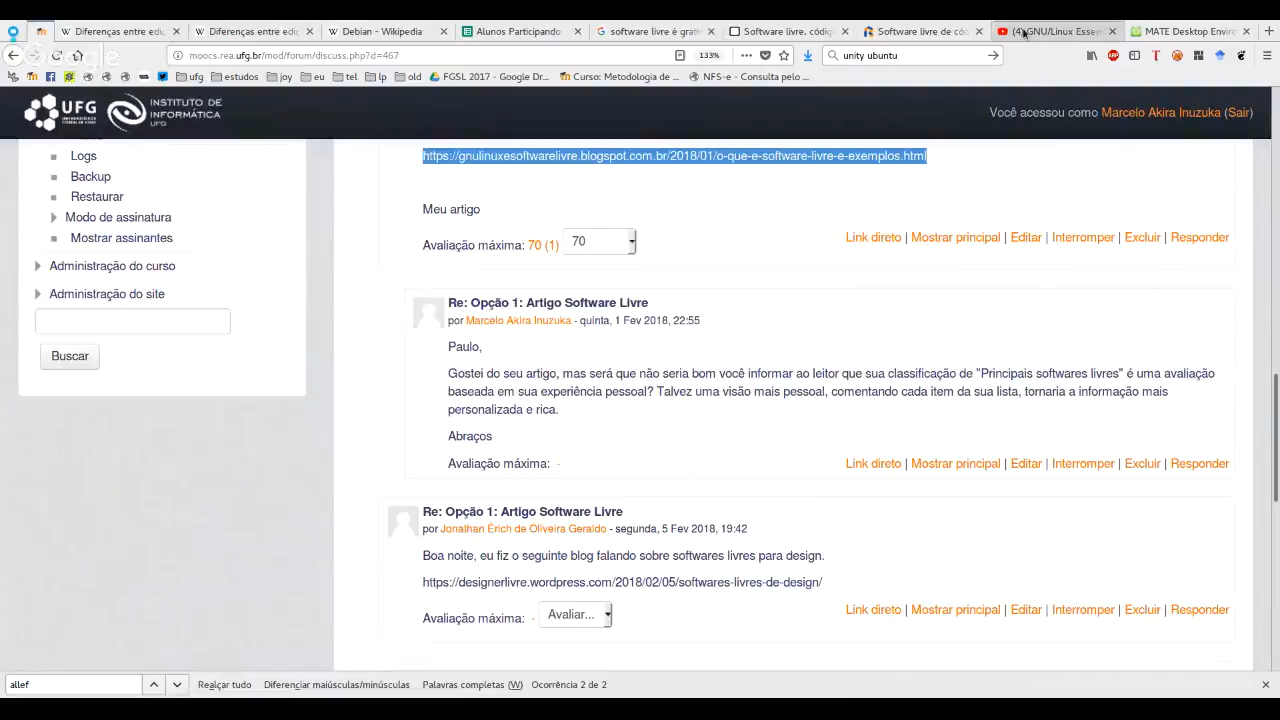 Diferenças entre edi
Diferenças entre edi
Debian - Wikipedia
Alunos Participando
software livre é grati
Software livre. códig
Software livre de cód
(4) GNU/Linux Essen
MATE Desktop Enviro
moocs.rea.ufg.br/mod/forum/discuss.php?d=467
133%
unity ubuntu
ufg
estudos
joy
eu
tel
lp
old
FGSL 2017 - Google Dr...
Curso: Metodologia de ...
NFS-e - Consulta pelo ...
UFG
UNIVERSIDADE FEDERAL DE GOIÁS
INSTITUTO DE
INFORMÁTICA
UFG
Você acessou como Marcelo Akira Inuzuka (Sair)
Logs
Backup
Restaurar
Modo de assinatura
Mostrar assinantes
Administração do curso
Administração do site
Buscar
https://gnulinuxesoftwarelivre.blogspot.com.br/2018/01/o-que-e-software-livre-e-exemplos.html
Meu artigo
Avaliação máxima: 70 (1) 70
Link direto | Mostrar principal | Editar | Interromper | Excluir | Responder
Re: Opção 1: Artigo Software Livre
por Marcelo Akira Inuzuka - quinta, 1 Fev 2018, 22:55
Paulo,
Gostei do seu artigo, mas será que não seria bom você informar ao leitor que sua classificação de "Principais softwares livres" é uma avaliação
baseada em sua experiência pessoal? Talvez uma visão mais pessoal, comentando cada item da sua lista, tornaria a informação mais
personalizada e rica.
Abraços
Avaliação máxima: -
Link direto | Mostrar principal | Editar | Interromper | Excluir | Responder
Re: Opção 1: Artigo Software Livre
por Jonathan Érich de Oliveira Geraldo - segunda, 5 Fev 2018, 19:42
Boa noite, eu fiz o seguinte blog falando sobre softwares livres para design.
https://designerlivre.wordpress.com/2018/02/05/softwares-livres-de-design/
Avaliação máxima: - Avaliar...
Link direto | Mostrar principal | Editar | Interromper | Excluir | Responder
allef
Realçar tudo
Diferenciar maiúsculas/minúsculas
Palavras completas (W)
Ocorrência 2 de 2